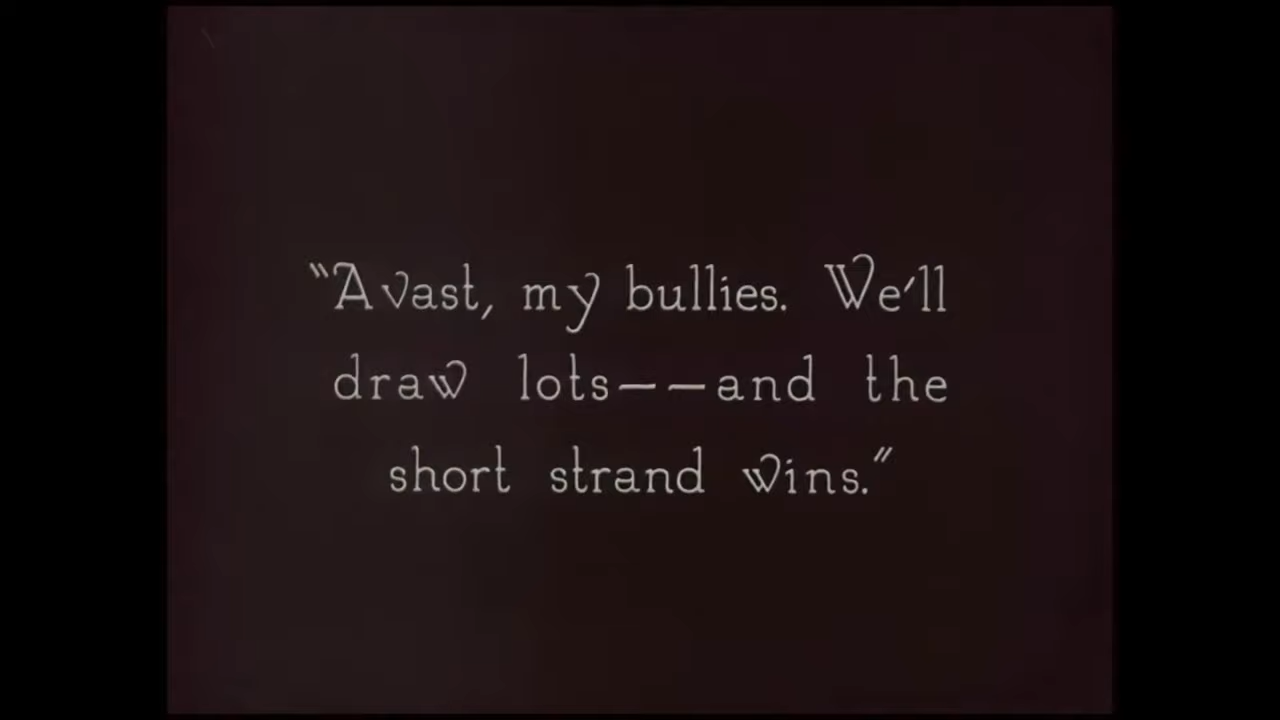 "Avast, my bullies. We'll
draw lots——and the
short strand wins."